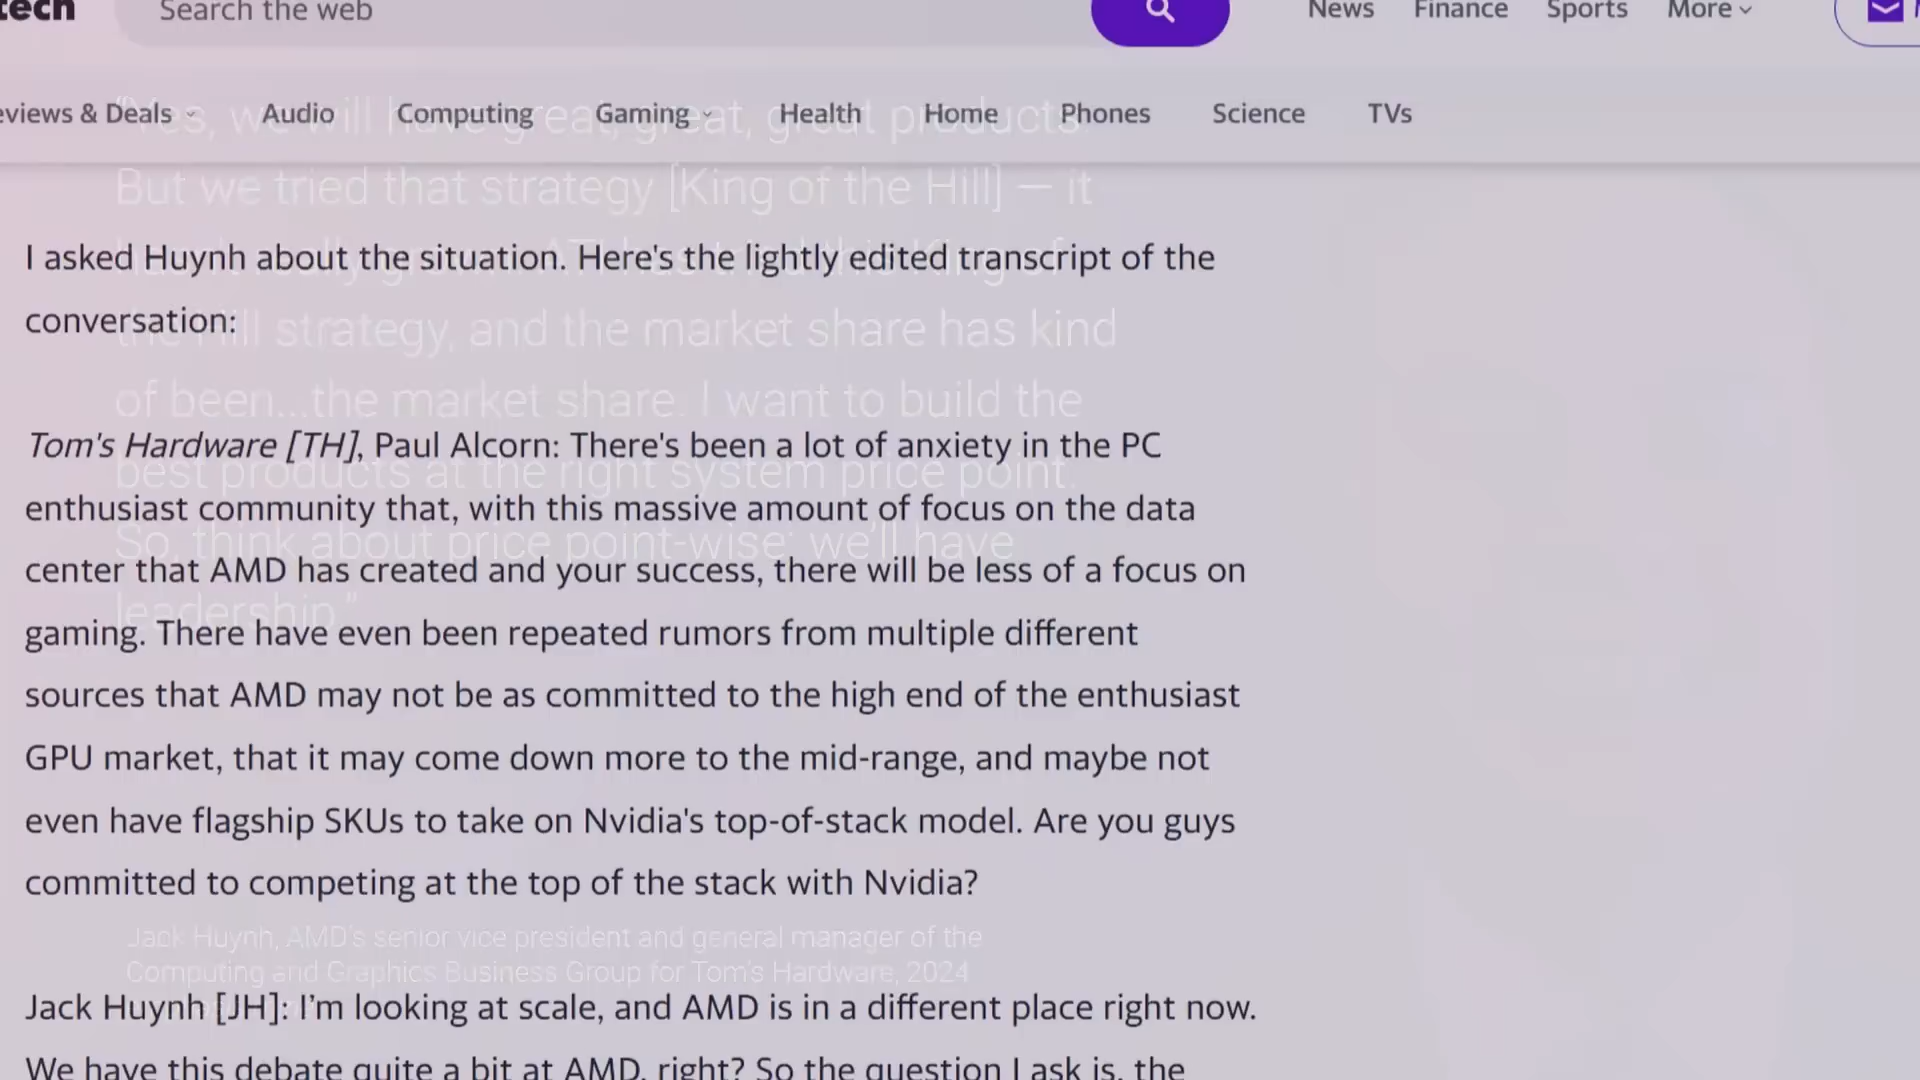 tech
Search the web
News Finance Sports More
eviews & Deals Audio Computing Gaming Health Home Phones Science TVs
"Yes, we will have great, great, great products.
But we tried that strategy [King of the Hill] — it
King of
the Hill strategy, and the market share has kind
of been...the market share. I want to build the
best products at the right system price point.
So, think about price point-wise; we'll have
leadership."
Jack Huynh, AMD's senior vice president and general manager of the
Computing and Graphics Business Group for Tom's Hardware, 2024
I asked Huynh about the situation. Here's the lightly edited transcript of the
conversation:
Tom's Hardware [TH], Paul Alcorn: There's been a lot of anxiety in the PC
enthusiast community that, with this massive amount of focus on the data
center that AMD has created and your success, there will be less of a focus on
gaming. There have even been repeated rumors from multiple different
sources that AMD may not be as committed to the high end of the enthusiast
GPU market, that it may come down more to the mid-range, and maybe not
even have flagship SKUs to take on Nvidia's top-of-stack model. Are you guys
committed to competing at the top of the stack with Nvidia?
Jack Huynh [JH]: I'm looking at scale, and AMD is in a different place right now.
We have this debate quite a bit at AMD, right? So the question I ask is, the